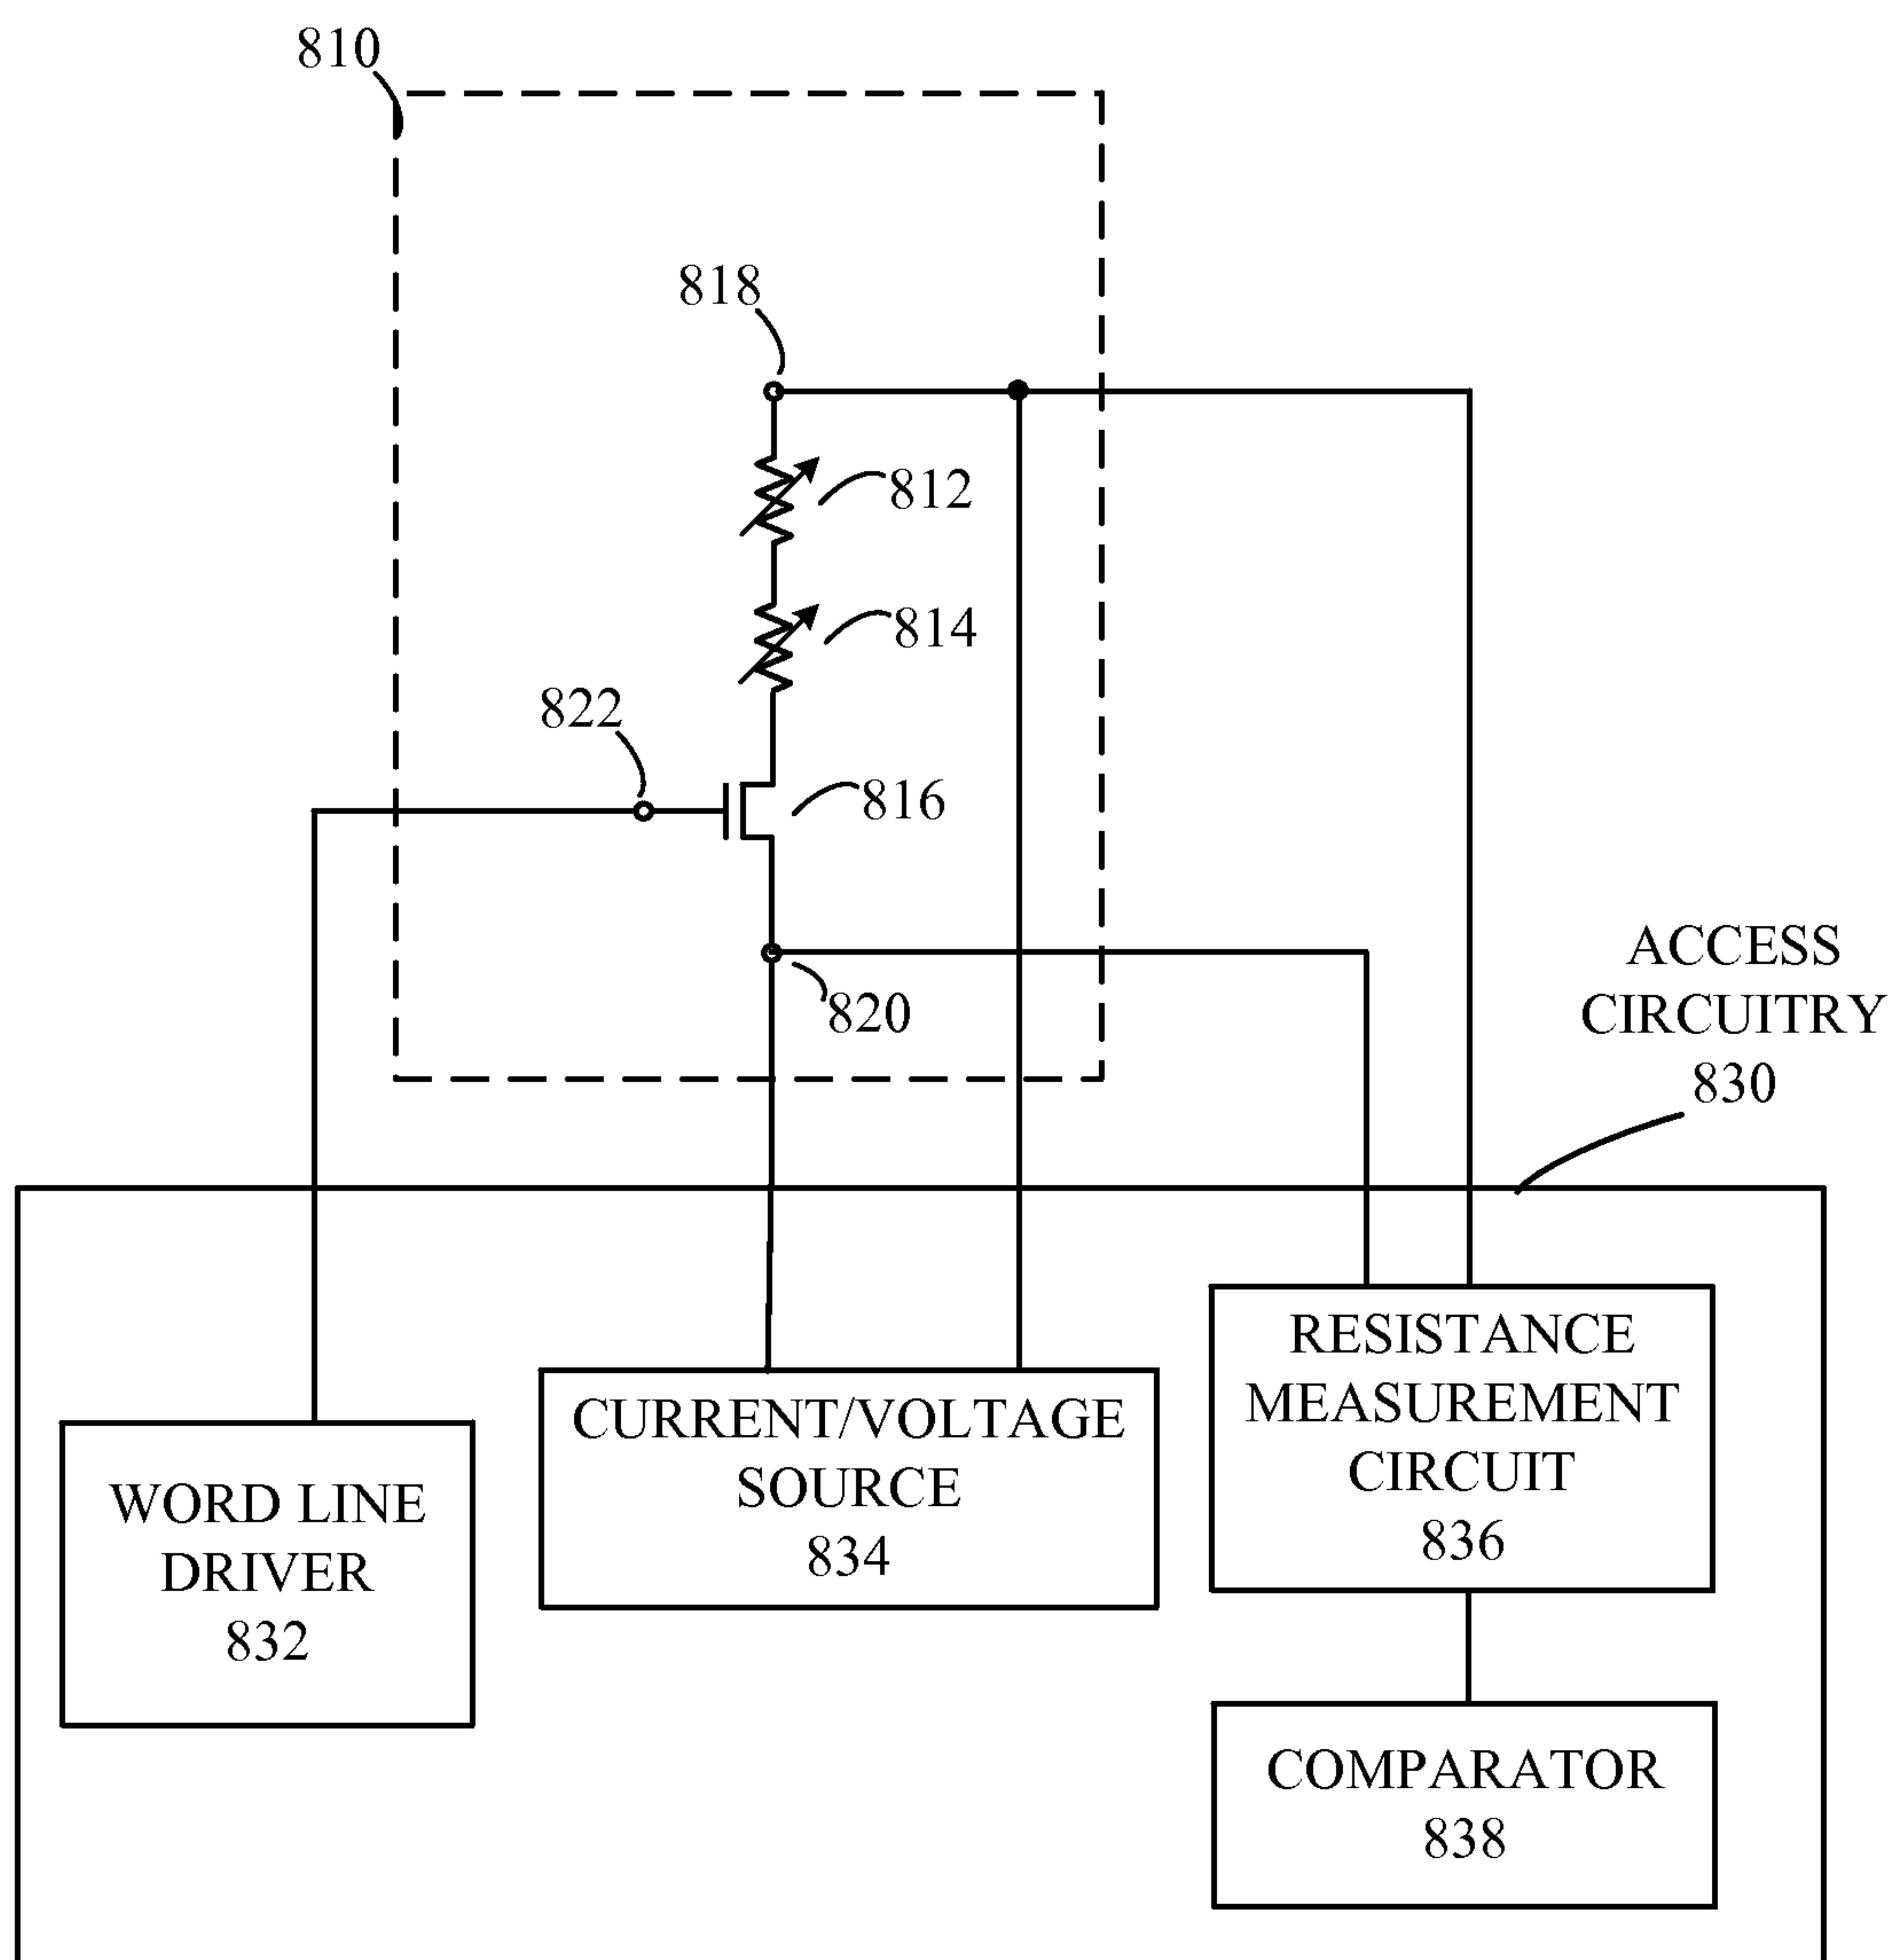 810
818
812
814
822
816
820
ACCESS
CIRCUITRY
830
WORD LINE
DRIVER
832
CURRENT/VOLTAGE
SOURCE
834
RESISTANCE
MEASUREMENT
CIRCUIT
836
COMPARATOR
838